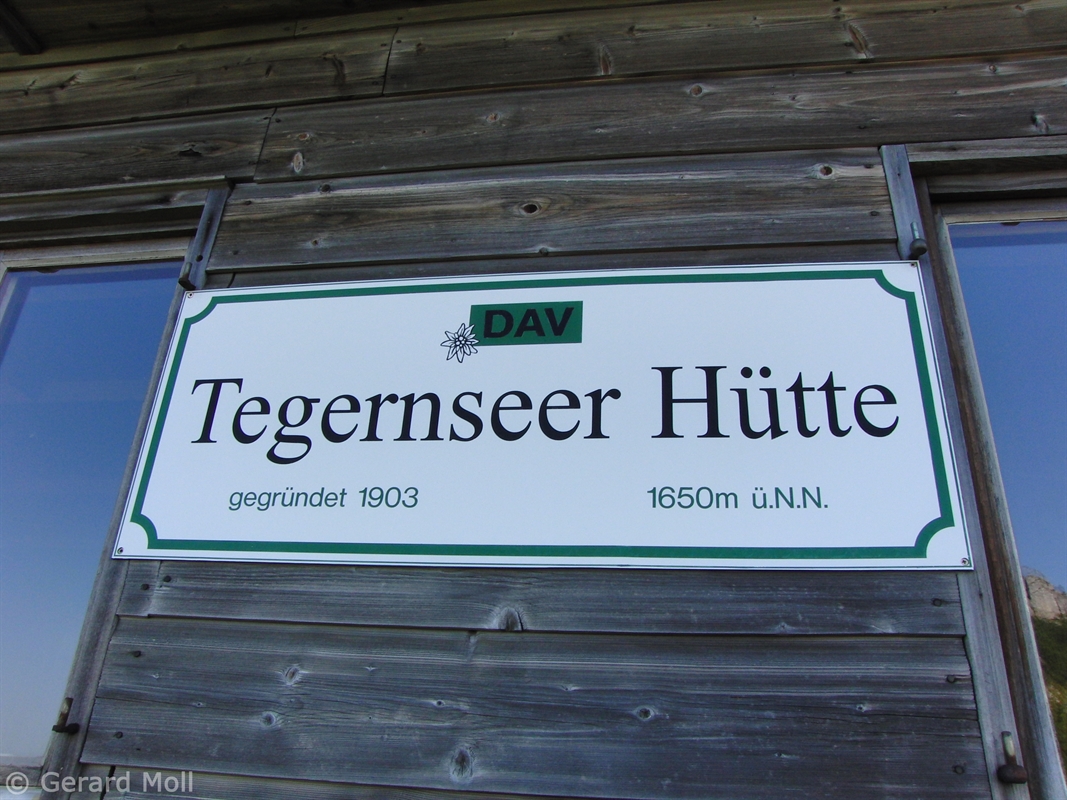 DAV
Tegernseer Hütte
gegründet 1903 1650m ü.N.N.
© Gerard Moll